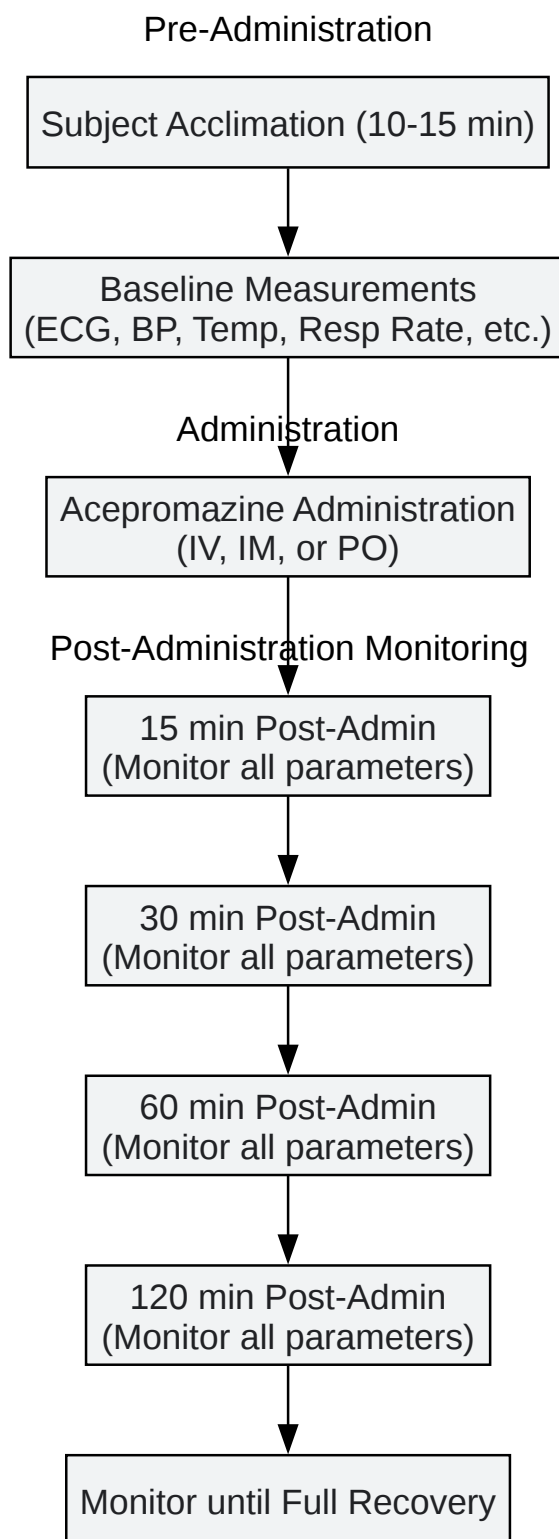 Pre-Administration
Subject Acclimation (10-15 min)
Baseline Measurements
(ECG, BP, Temp, Resp Rate, etc.)
Administration
Acepromazine Administration
(IV, IM, or PO)
Post-Administration Monitoring
15 min Post-Admin
(Monitor all parameters)
30 min Post-Admin
(Monitor all parameters)
60 min Post-Admin
(Monitor all parameters)
120 min Post-Admin
(Monitor all parameters)
Monitor until Full Recovery